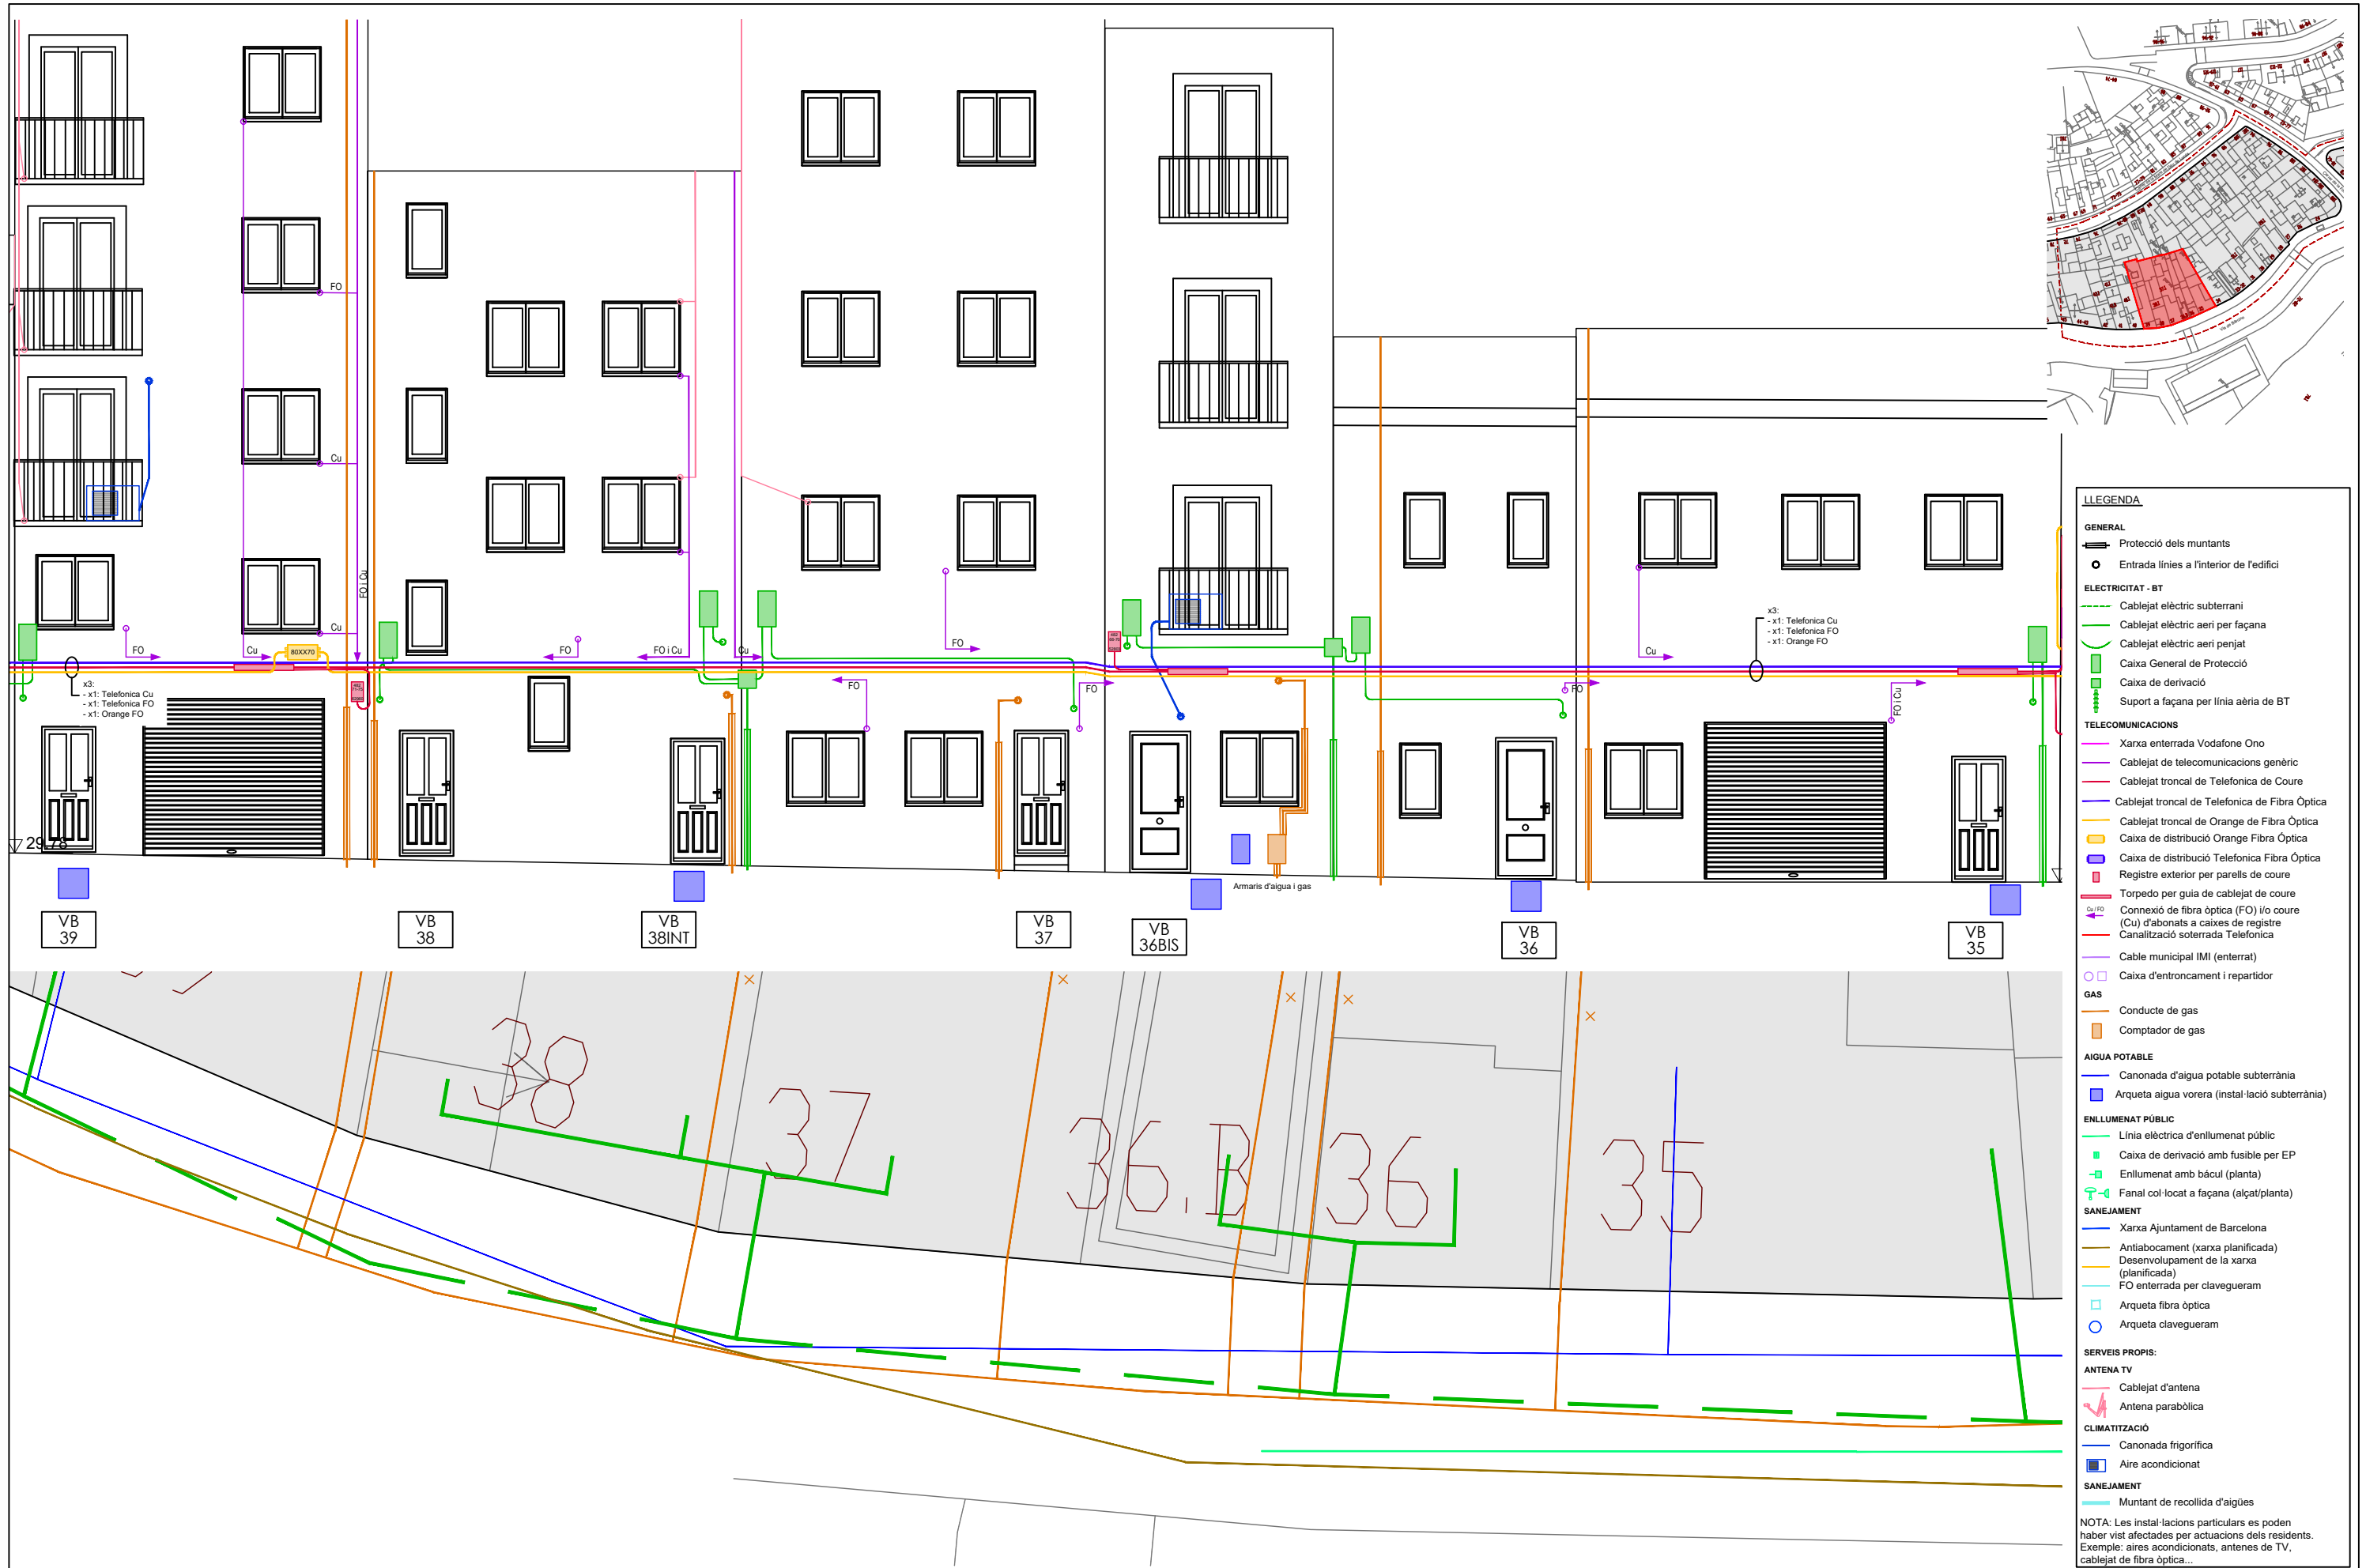 FO
Cu
FO i Cu
Cu
FO
Cu
80XX70
x3:
- x1: Telefonica Cu
- x1: Telefonica FO
- x1: Orange FO
FO
FO i Cu
Cu
FO
FO
FO
x3:
- x1: Telefonica Cu
- x1: Telefonica FO
- x1: Orange FO
Cu
FO
FO i Cu
29.78
Armaris d'aigua i gas
VB
39
VB
38
VB
38INT
VB
37
VB
36BIS
VB
36
VB
35
38
37
36.B
36
35
LLEGENDA
GENERAL
Protecció dels muntants
Entrada línies a l'interior de l'edifici
ELECTRICITAT - BT
Cablejat elèctric subterrani
Cablejat elèctric aeri per façana
Cablejat elèctric aeri penjat
Caixa General de Protecció
Caixa de derivació
Suport a façana per línia aèria de BT
TELECOMUNICACIONS
Xarxa enterrada Vodafone Ono
Cablejat de telecomunicacions genèric
Cablejat troncal de Telefonica de Coure
Cablejat troncal de Telefonica de Fibra Òptica
Cablejat troncal de Orange de Fibra Òptica
Caixa de distribució Orange Fibra Óptica
Caixa de distribució Telefonica Fibra Óptica
Registre exterior per parells de coure
Torpedo per guia de cablejat de coure
Cu / FO
Connexió de fibra òptica (FO) i/o coure
(Cu) d'abonats a caixes de registre
Canalització soterrada Telefonica
Cable municipal IMI (enterrat)
Caixa d'entroncament i repartidor
GAS
Conducte de gas
Comptador de gas
AIGUA POTABLE
Canonada d'aigua potable subterrània
Arqueta aigua vorera (instal·lació subterrània)
ENLLUMENAT PÚBLIC
Línia elèctrica d'enllumenat públic
Caixa de derivació amb fusible per EP
Enllumenat amb bácul (planta)
Fanal col·locat a façana (alçat/planta)
SANEJAMENT
Xarxa Ajuntament de Barcelona
Antiabocament (xarxa planificada)
Desenvolupament de la xarxa
(planificada)
FO enterrada per clavegueram
Arqueta fibra òptica
Arqueta clavegueram
SERVEIS PROPIS:
ANTENA TV
Cablejat d'antena
Antena parabòlica
CLIMATITZACIÓ
Canonada frigorífica
Aire acondicionat
SANEJAMENT
Muntant de recollida d'aigües
NOTA: Les instal·lacions particulars es poden
haber vist afectades per actuacions dels residents.
Exemple: aires acondicionats, antenes de TV,
cablejat de fibra òptica...